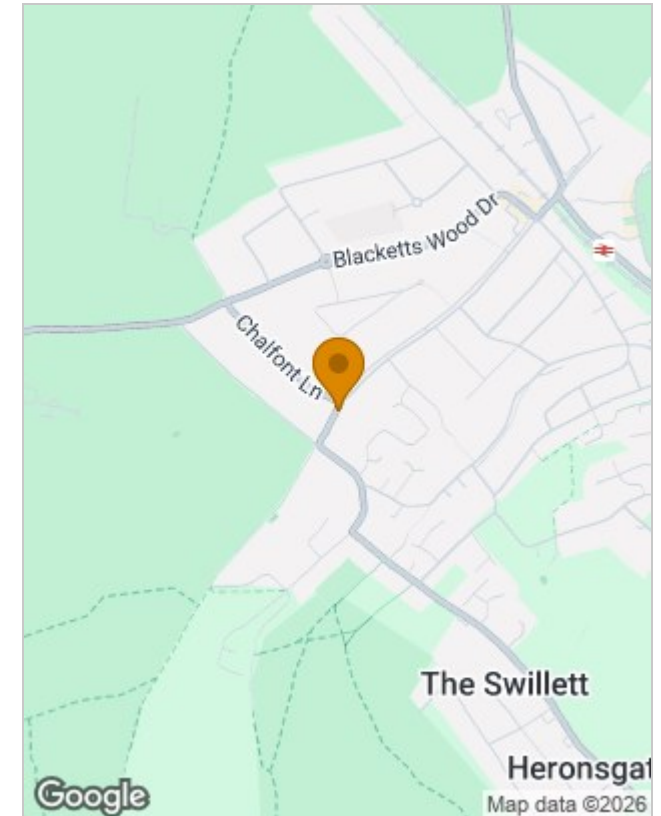 Blacketts Wood Dr
Chalfont Ln
The Swillett
Heronsgat
Google
Map data ©2026